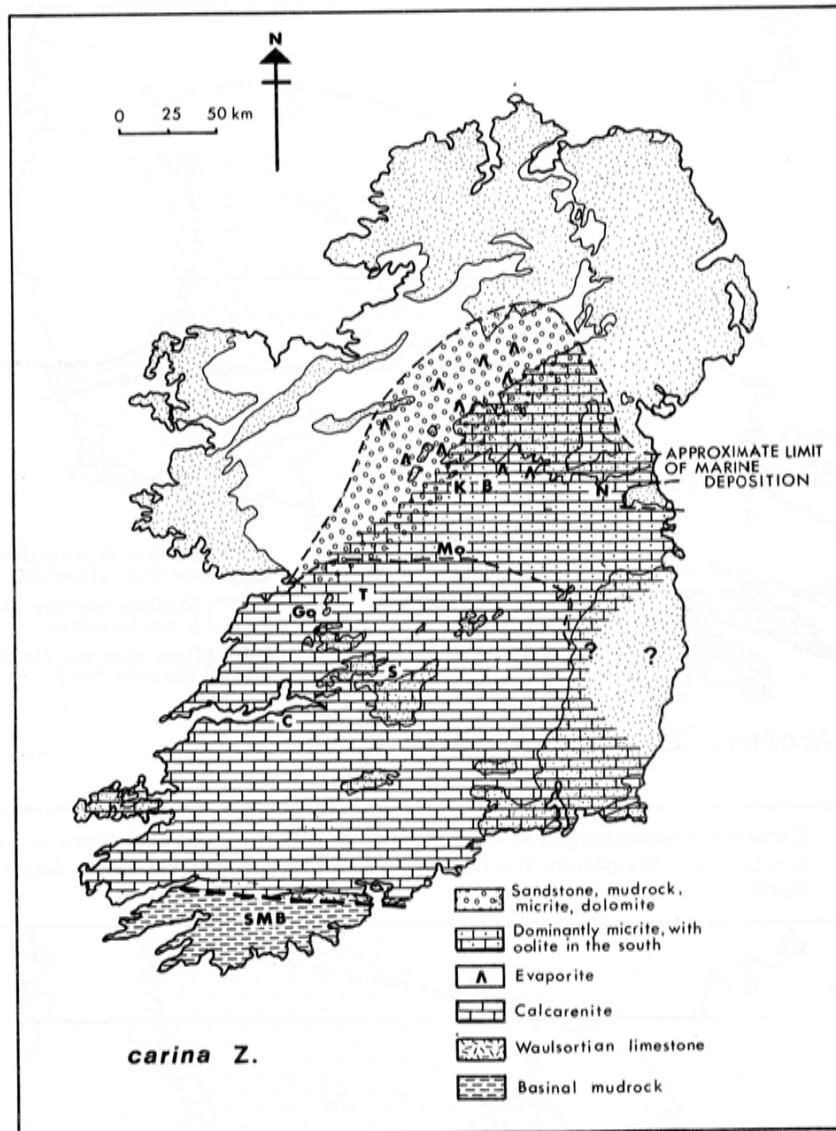 N
0 25 50 km
APPROXIMATE LIMIT
OF MARINE
DEPOSITION
K B
N
Mo
T
Go
?
?
S
C
SMB
Sandstone, mudrock,
micrite, dolomite
Dominantly micrite, with
oolite in the south
Evaporite
Calcarenite
Waulsortian limestone
Basinal mudrock
carina Z.